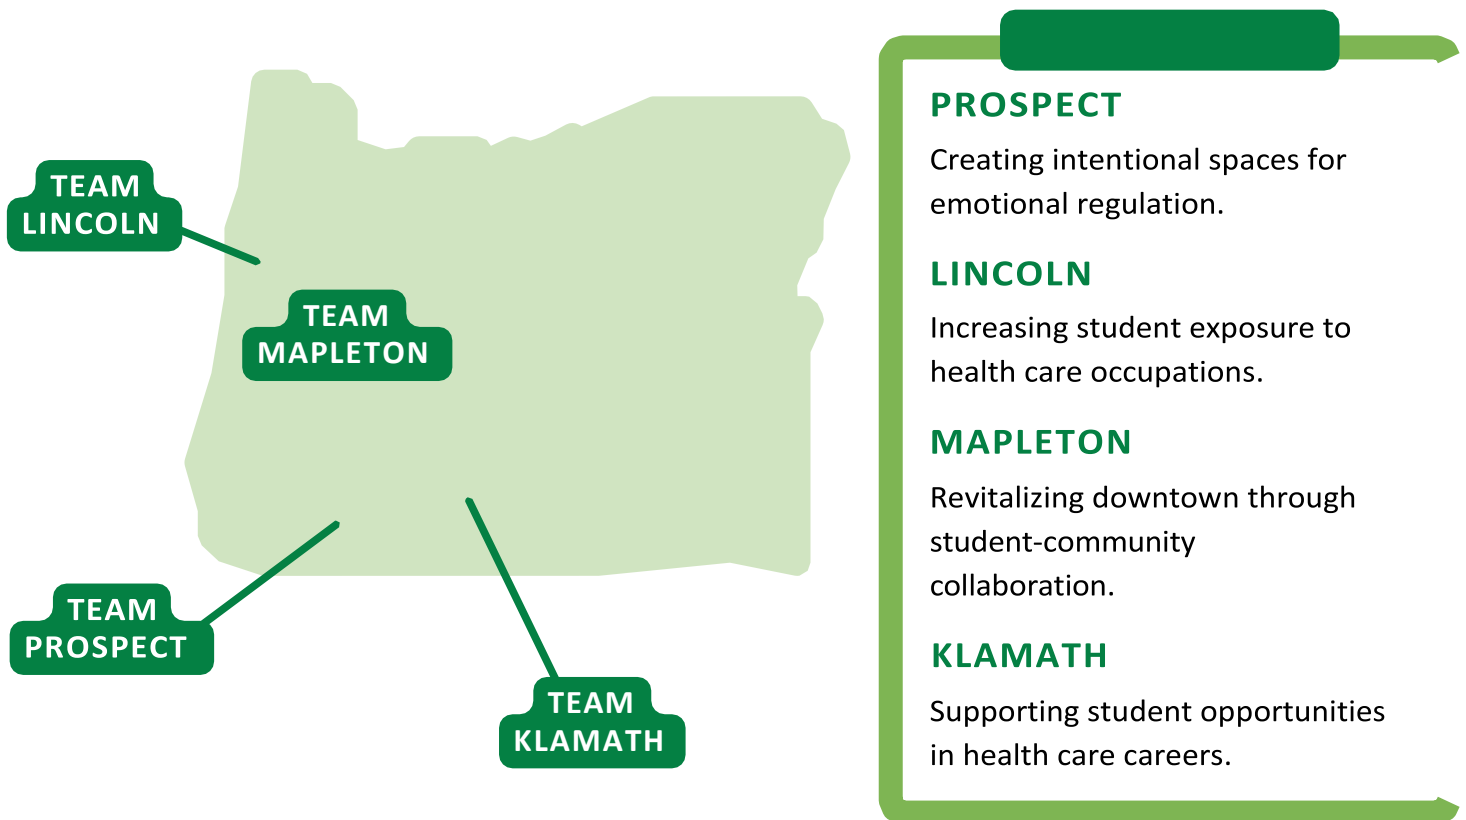 TEAM
LINCOLN
TEAM
MAPLETON
TEAM
PROSPECT
TEAM
KLAMATH
PROSPECT
Creating intentional spaces for
emotional regulation.
LINCOLN
Increasing student exposure to
health care occupations.
MAPLETON
Revitalizing downtown through
student-community
collaboration.
KLAMATH
Supporting student opportunities
in health care careers.